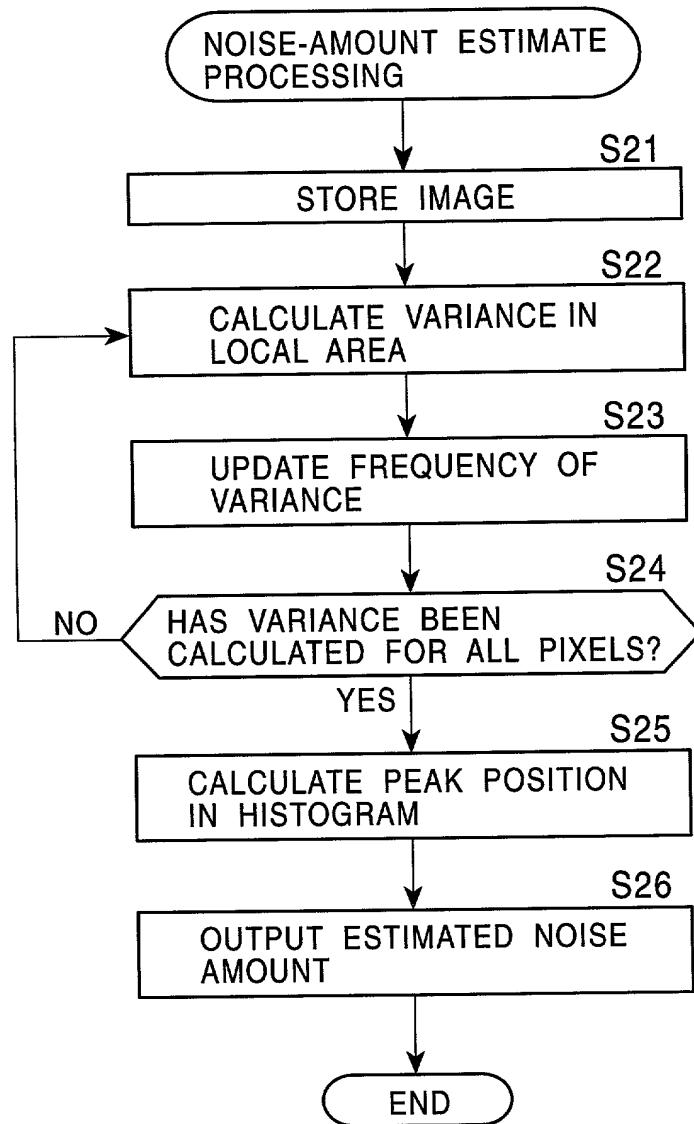 NOISE-AMOUNT ESTIMATE
PROCESSING
S21
STORE IMAGE
S22
CALCULATE VARIANCE IN
LOCAL AREA
S23
UPDATE FREQUENCY OF
VARIANCE
S24
NO
HAS VARIANCE BEEN
CALCULATED FOR ALL PIXELS?
YES
S25
CALCULATE PEAK POSITION
IN HISTOGRAM
S26
OUTPUT ESTIMATED NOISE
AMOUNT
END